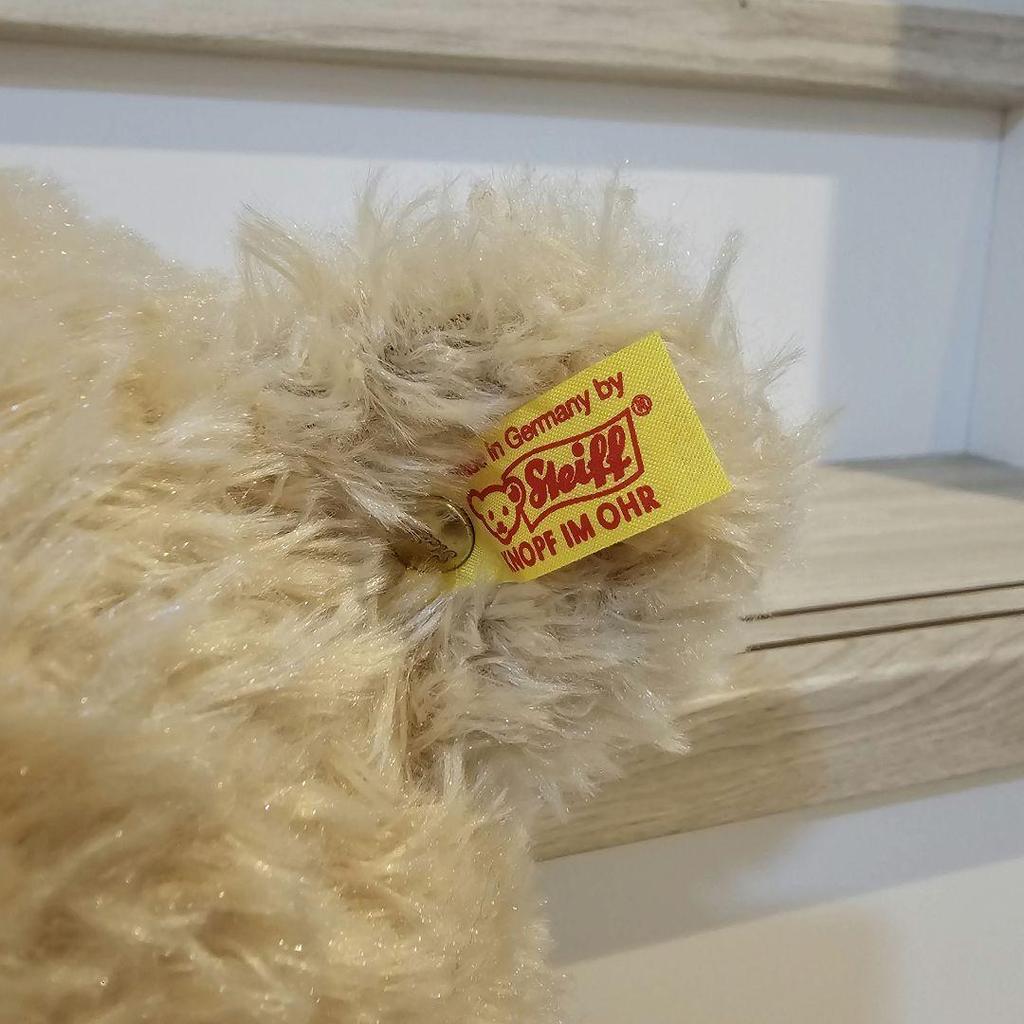 in Germany by
Steiff®
KNOPF IM OHR